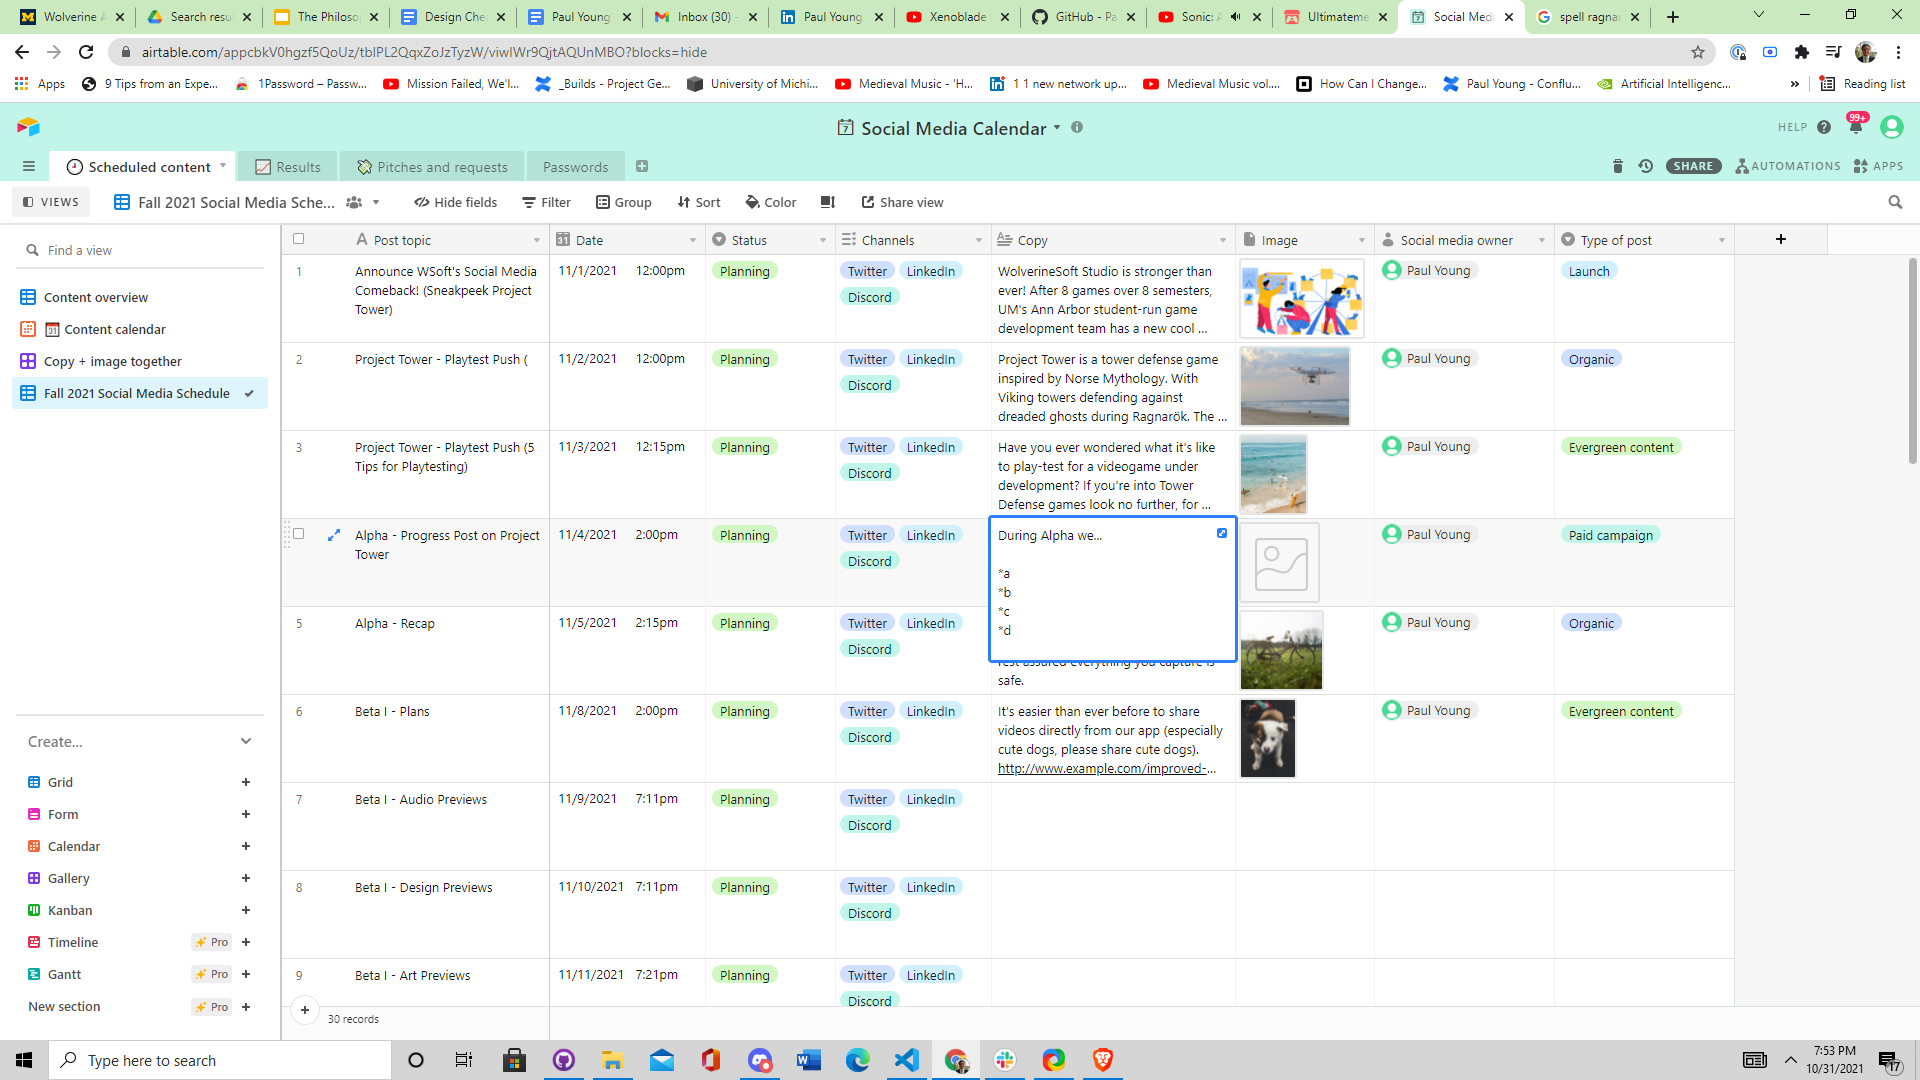 Wolverine A
Search resu
The Philoso
Design Che
Paul Young
Inbox (30) -
Paul Young
Xenoblade
GitHub - Pa
Sonic: A
Ultimateme
Social Medi
spell ragna
airtable.com/appcbkV0hgzf5QoUz/tblPL2QqxZoJzTyzW/viwIWr9QjtAQUnMBO?blocks=hide
Apps
9 Tips from an Expe...
1Password – Passw...
Mission Failed, We'l...
_Builds - Project Ge...
University of Michi...
Medieval Music - 'H...
1 1 new network up...
Medieval Music vol....
How Can I Change...
Paul Young - Conflu...
Artificial Intelligenc...
»
Reading list
Social Media Calendar
HELP
99+
Scheduled content
Results
Pitches and requests
Passwords
SHARE
AUTOMATIONS
APPS
VIEWS
Fall 2021 Social Media Sche...
Hide fields
Filter
Group
Sort
Color
Share view
Find a view
Content overview
Content calendar
Copy + image together
Fall 2021 Social Media Schedule
Create...
Grid
Form
Calendar
Gallery
Kanban
Timeline
Pro
Gantt
Pro
New section
Pro
Post topic
Date
Status
Channels
Copy
Image
Social media owner
Type of post
1
Announce WSoft's Social Media
Comeback! (Sneakpeek Project
Tower)
11/1/2021 12:00pm
Planning
Twitter LinkedIn
Discord
WolverineSoft Studio is stronger than
ever! After 8 games over 8 semesters,
UM's Ann Arbor student-run game
development team has a new cool ...
Paul Young
Launch
2
Project Tower - Playtest Push (
11/2/2021 12:00pm
Planning
Twitter LinkedIn
Discord
Project Tower is a tower defense game
inspired by Norse Mythology. With
Viking towers defending against
dreaded ghosts during Ragnarök. The ...
Paul Young
Organic
3
Project Tower - Playtest Push (5
Tips for Playtesting)
11/3/2021 12:15pm
Planning
Twitter LinkedIn
Discord
Have you ever wondered what it's like
to play-test for a videogame under
development? If you're into Tower
Defense games look no further, for ...
Paul Young
Evergreen content
Alpha - Progress Post on Project
Tower
11/4/2021 2:00pm
Planning
Twitter LinkedIn
Discord
During Alpha we...
*a
*b
*c
*d
Paul Young
Paid campaign
5
Alpha - Recap
11/5/2021 2:15pm
Planning
Twitter LinkedIn
Discord
rest assured everything you capture is
safe.
Paul Young
Organic
6
Beta I - Plans
11/8/2021 2:00pm
Planning
Twitter LinkedIn
Discord
It's easier than ever before to share
videos directly from our app (especially
cute dogs, please share cute dogs).
http://www.example.com/improved-...
Paul Young
Evergreen content
7
Beta I - Audio Previews
11/9/2021 7:11pm
Planning
Twitter LinkedIn
Discord
8
Beta I - Design Previews
11/10/2021 7:11pm
Planning
Twitter LinkedIn
Discord
9
Beta I - Art Previews
11/11/2021 7:21pm
Planning
Twitter LinkedIn
Discord
30 records
Type here to search
7:53 PM
10/31/2021
17